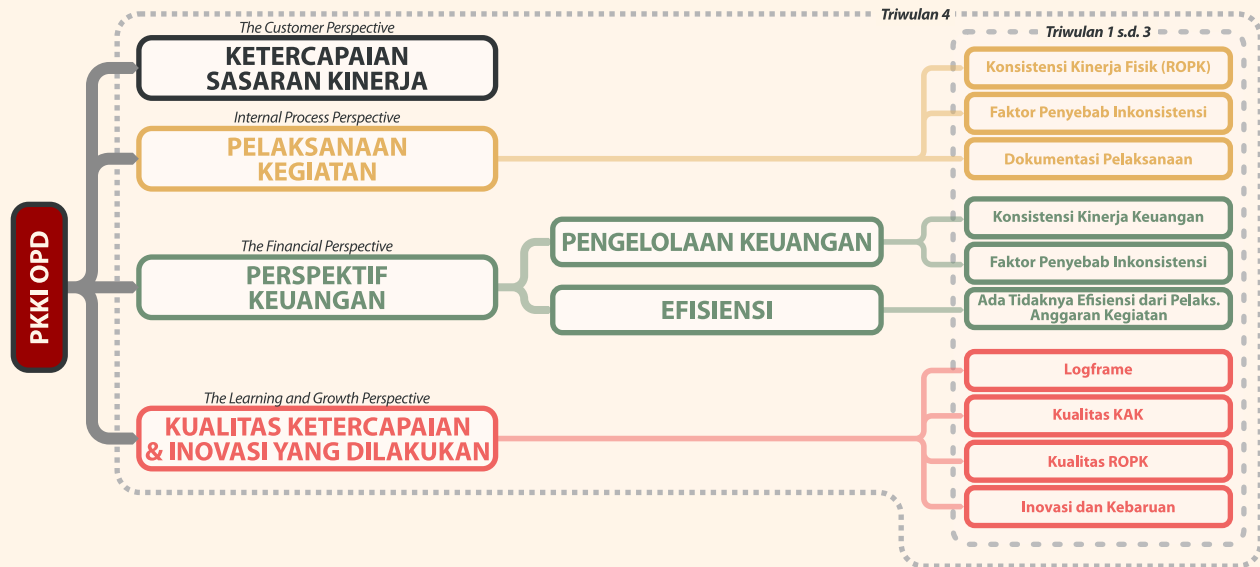 Triwulan 4
Triwulan 1 s.d. 3
PKKI OPD
The Customer Perspective
KETERCAPAIAN
SASARAN KINERJA
Internal Process Perspective
PELAKSANAAN
KEGIATAN
Konsistensi Kinerja Fisik (ROPK)
Faktor Penyebab Inkonsistensi
Dokumentasi Pelaksanaan
The Financial Perspective
PERSPEKTIF
KEUANGAN
PENGELOLAAN KEUANGAN
Konsistensi Kinerja Keuangan
Faktor Penyebab Inkonsistensi
EFISIENSI
Ada Tidaknya Efisiensi dari Pelaks.
Anggaran Kegiatan
The Learning and Growth Perspective
KUALITAS KETERCAPAIAN
& INOVASI YANG DILAKUKAN
Logframe
Kualitas KAK
Kualitas ROPK
Inovasi dan Kebaruan